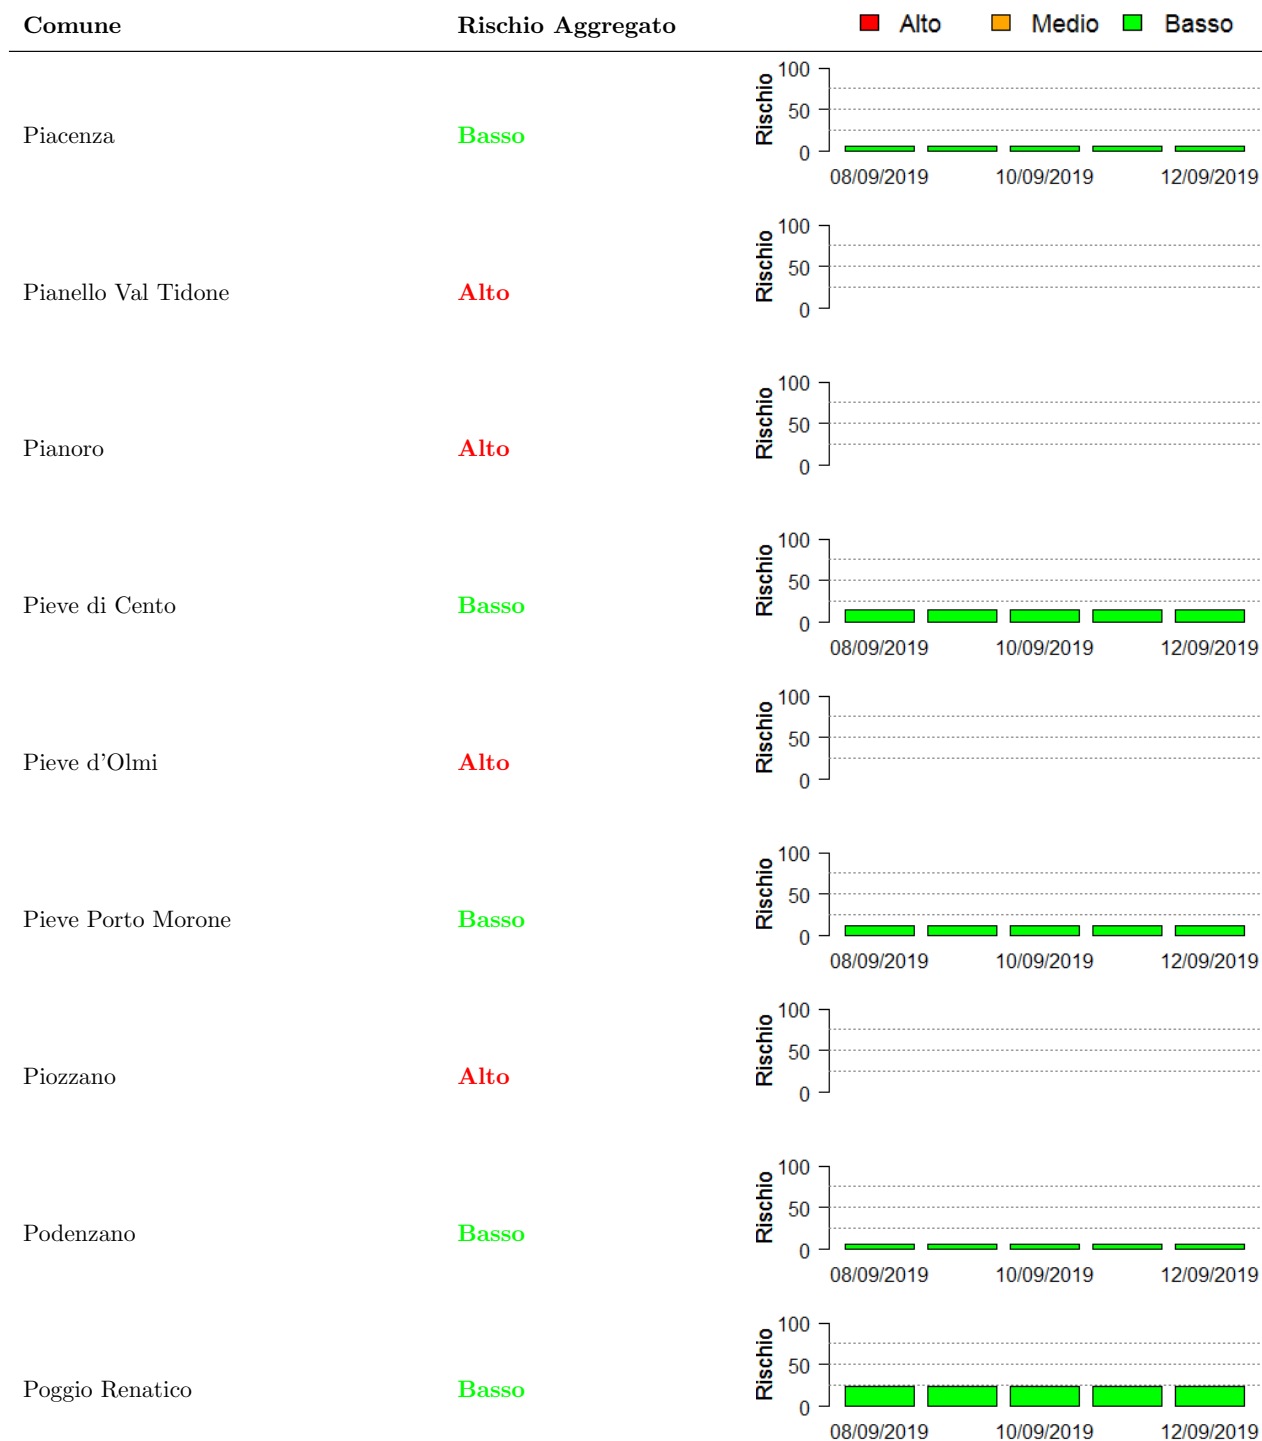 Comune Rischio Aggregato Alto Medio Basso
Piacenza Basso
Rischio
100
50
0
08/09/2019 10/09/2019 12/09/2019
Pianello Val Tidone Alto
Rischio
100
50
0
Pianoro Alto
Rischio
100
50
0
Pieve di Cento Basso
Rischio
100
50
0
08/09/2019 10/09/2019 12/09/2019
Pieve d'Olmi Alto
Rischio
100
50
0
Pieve Porto Morone Basso
Rischio
100
50
0
08/09/2019 10/09/2019 12/09/2019
Piozzano Alto
Rischio
100
50
0
Podenzano Basso
Rischio
100
50
0
08/09/2019 10/09/2019 12/09/2019
Poggio Renatico Basso
Rischio
100
50
0
08/09/2019 10/09/2019 12/09/2019